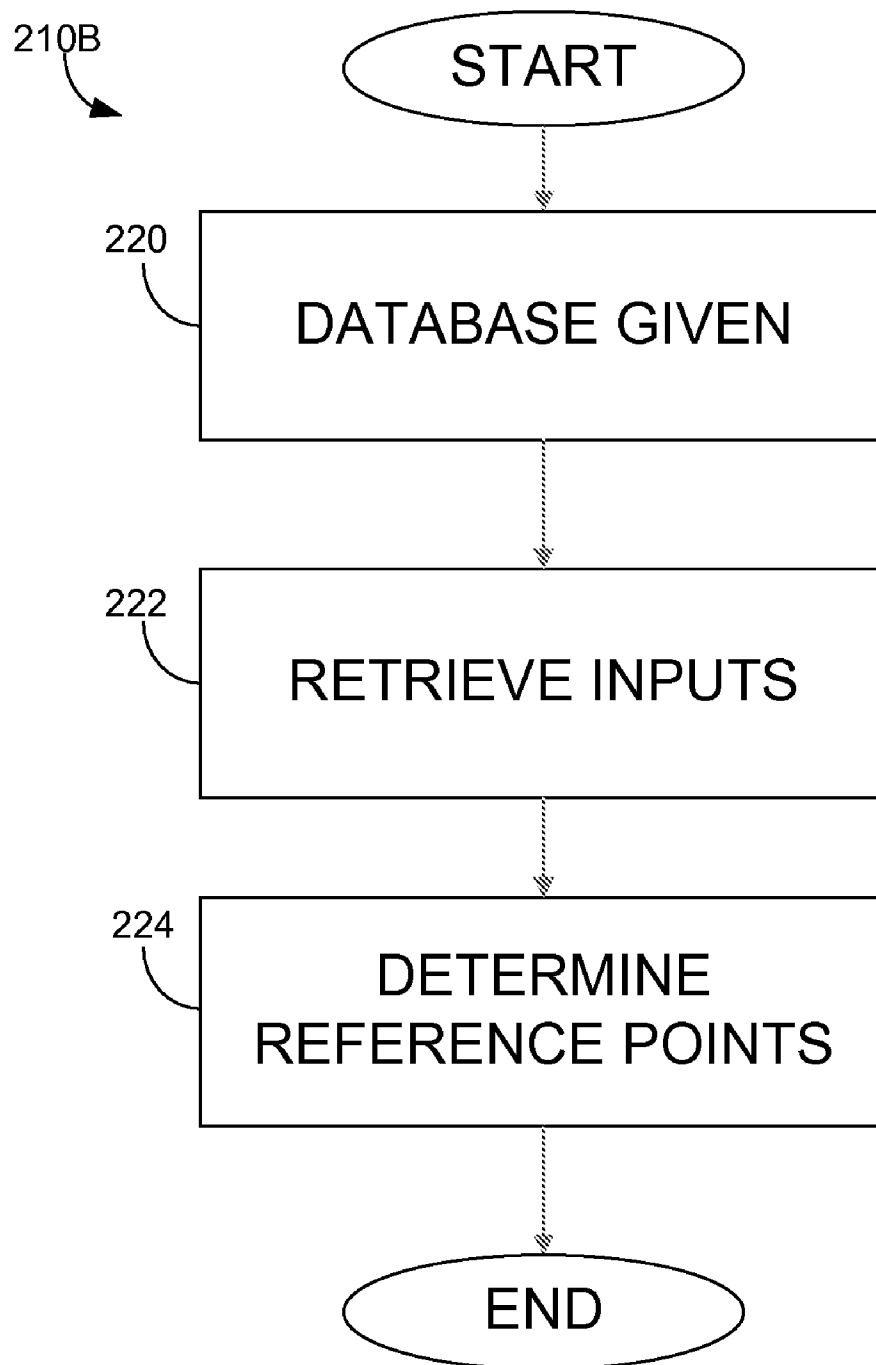 210B
START
220
DATABASE GIVEN
222
RETRIEVE INPUTS
224
DETERMINE
REFERENCE POINTS
END